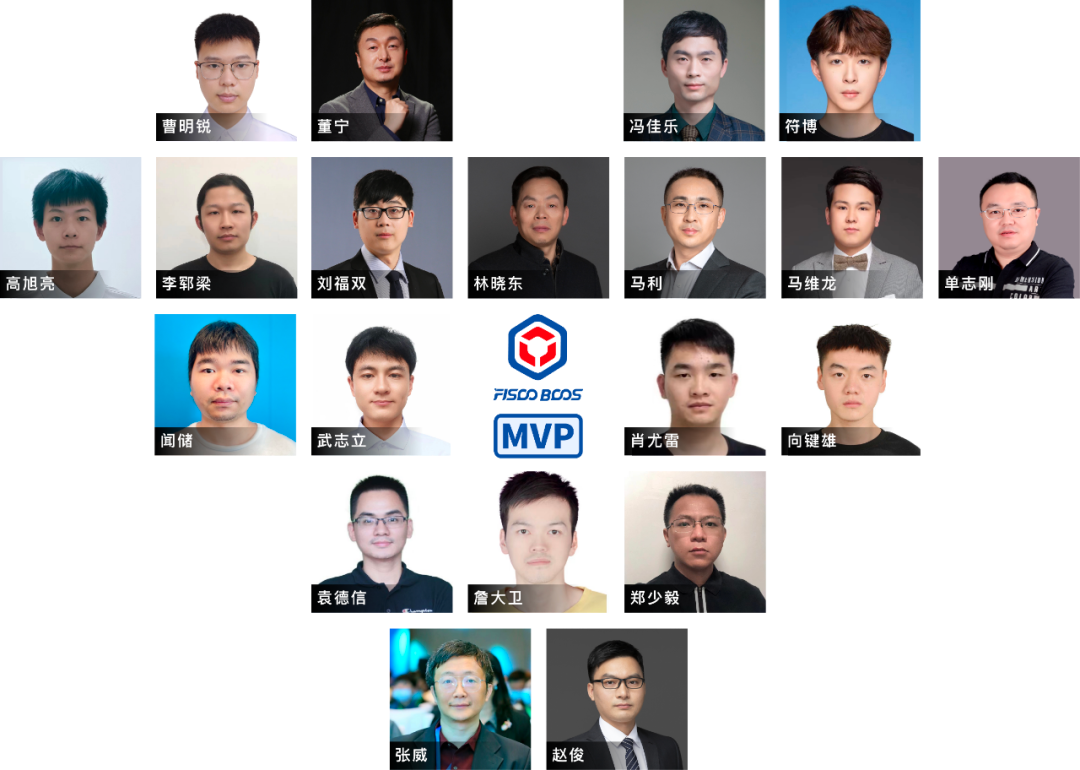 曹明锐
董宁
冯佳乐
符博
高旭亮
李郓梁
刘福双
林晓东
马利
马维龙
单志刚
闻储
武志立
FISCO BCOS
MVP
肖尤雷
向键雄
袁德信
詹大卫
郑少毅
张威
赵俊